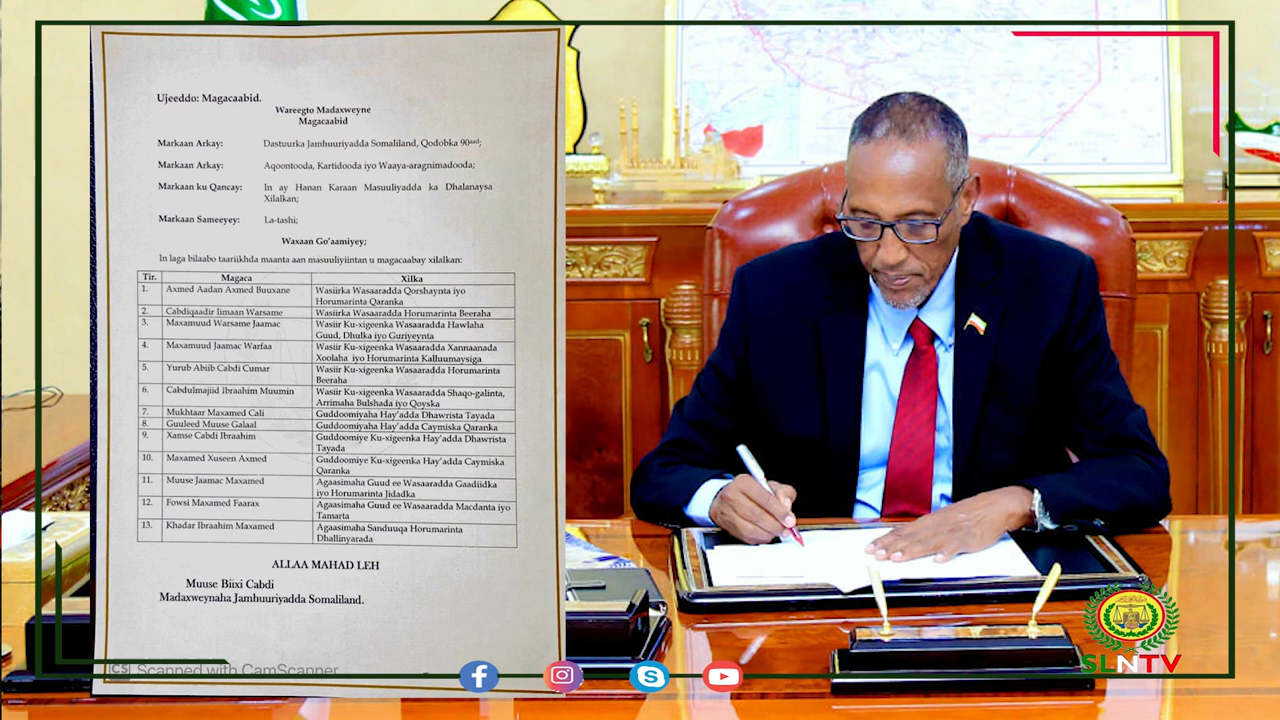 Ujeeddo: Magacaabid.
Wareegto Madaxweyne
Magacaabid
Markaan Arkay: Dastuurka Jamhuuriyadda Somaliland, Qodobka 90aad;
Markaan Arkay: Aqoontooda, Kartidooda iyo Waaya-aragnimadooda;
Markaan ku Qancay: In ay Hanan Karaan Masuuliyadda ka Dhalanaysa
Xilalkan;
Markaan Sameeyey: La-tashi;
Waxaan Go'aamiyey;
In laga bilaabo taariikhda maanta aan masuuliyiintan u magacaabay xilalkan:
Tir. Magaca Xilka
1. Axmed Aadan Axmed Buuxane Wasiirka Wasaaradda Qorshaynta iyo
Horumarinta Qaranka
2. Cabdiqaadir Iimaan Warsame Wasiirka Wasaaradda Horumarinta Beeraha
3. Maxamuud Warsame Jaamac Wasiir Ku-xigeenka Wasaaradda Hawlaha
Guud, Dhulka iyo Guriyeynta
4. Maxamuud Jaamac Warfaa Wasiir Ku-xigeenka Wasaaradda Xannaanada
Xoolaha iyo Horumarinta Kalluumaysiga
5. Yurub Abiib Cabdi Cumar Wasiir Ku-xigeenka Wasaaradda Horumarinta
Beeraha
6. Cabdulmajiid Ibraahim Muumin Wasiir Ku-xigeenka Wasaaradda Shaqo-galinta,
Arrimaha Bulshada iyo Qoyska
7. Mukhtaar Maxamed Cali Guddoomiyaha Hay'adda Dhawrista Tayada
8. Guuleed Muuse Galaal Guddoomiyaha Hay'adda Caymiska Qaranka
9. Xamse Cabdi Ibraahim Guddoomiye Ku-xigeenka Hay'adda Dhawrista
Tayada
10. Maxamed Xuseen Axmed Guddoomiye Ku-xigeenka Hay'adda Caymiska
Qaranka
11. Muuse Jaamac Maxamed Agaasimaha Guud ee Wasaaradda Gaadiidka
iyo Horumarinta Jidadka
12. Fowsi Maxamed Faarax Agaasimaha Guud ee Wasaaradda Macdanta iyo
Tamarta
13. Khadar Ibraahim Maxamed Agaasimaha Sanduuqa Horumarinta
Dhallinyarada
ALLAA MAHAD LEH
Muuse Biixi Cabdi
Madaxweynaha Jamhuuriyadda Somaliland.
CS Scanned with CamScanner
SLNTV